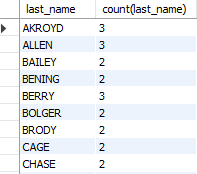 last_name count(last_name)
AKROYD 3
ALLEN 3
BAILEY 2
BENING 2
BERRY 3
BOLGER 2
BRODY 2
CAGE 2
CHASE 2